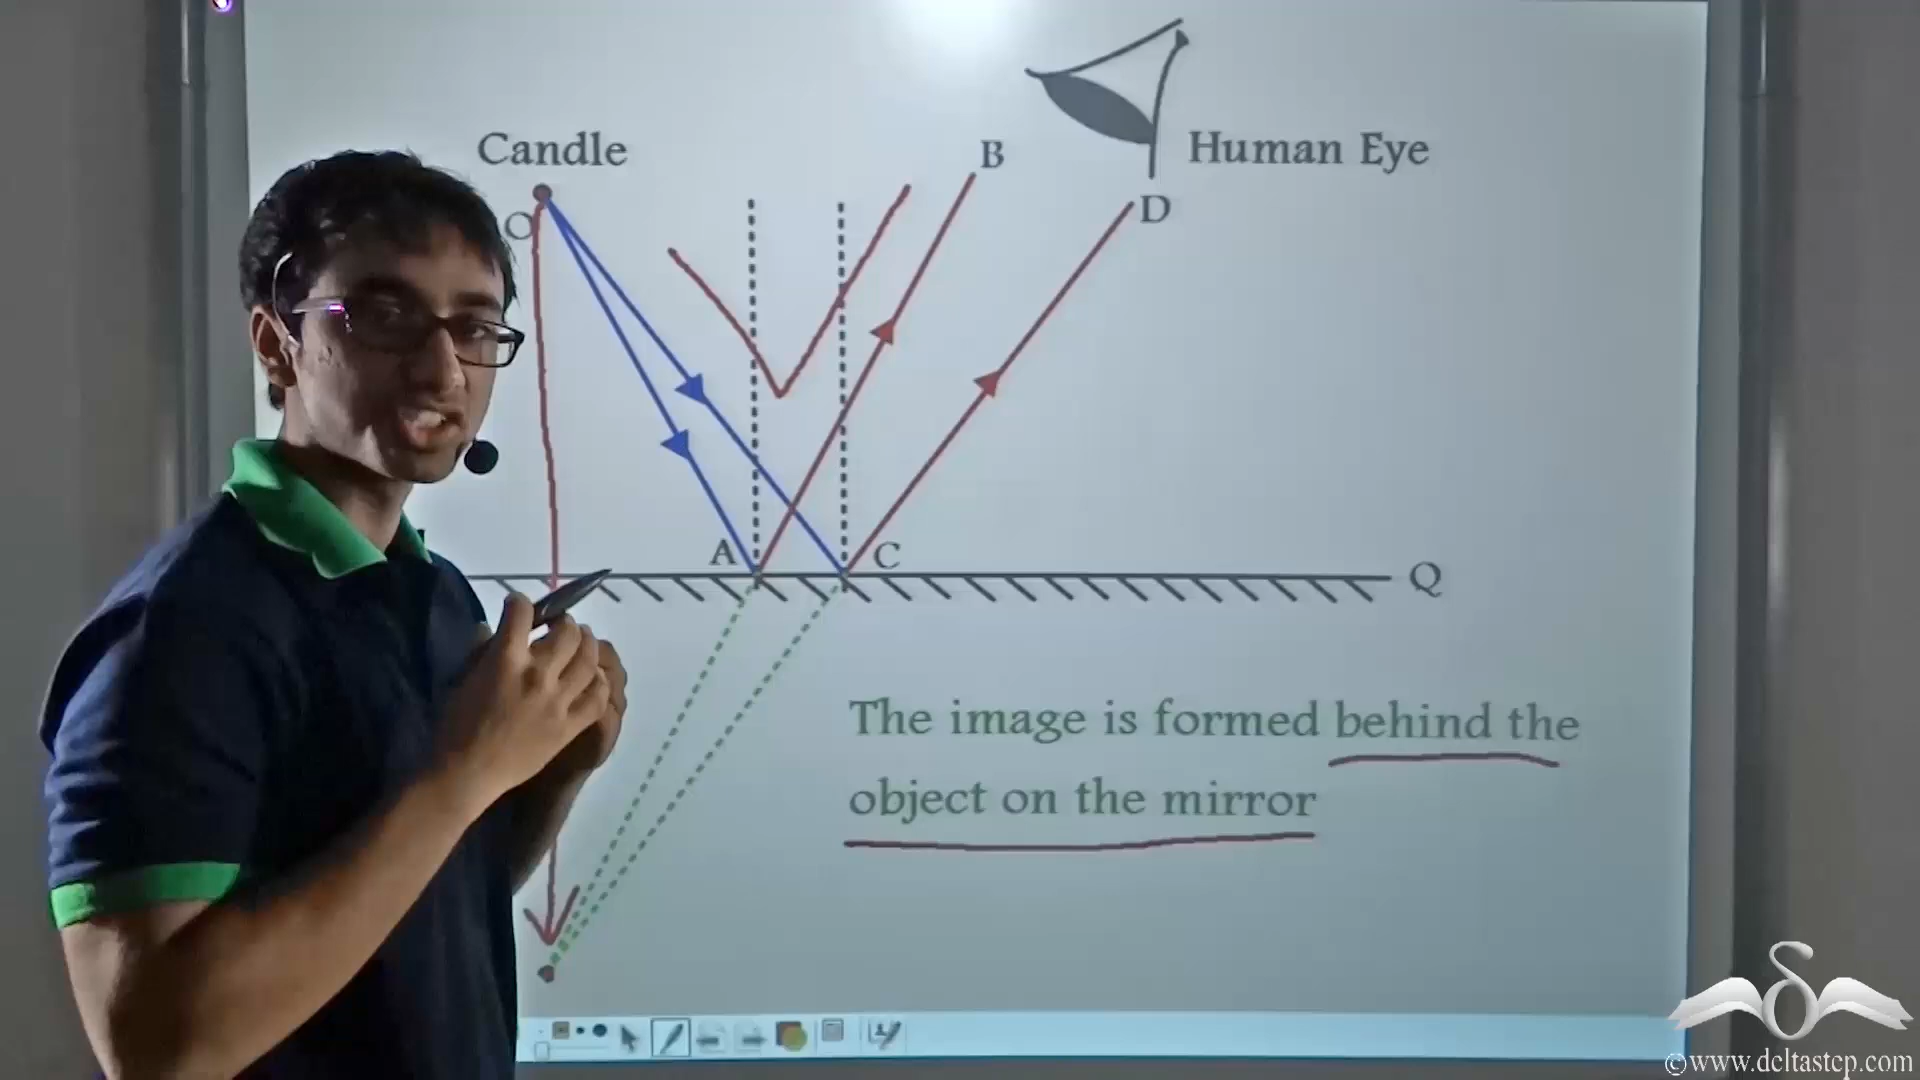 Candle
Human Eye
B
D
O
A
C
Q
The image is formed behind the
object on the mirror
©www.deltastep.com